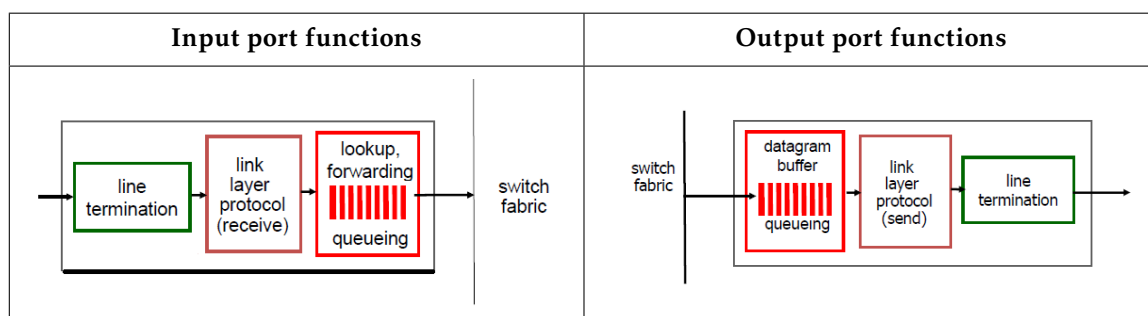 Input port functions
Output port functions
line
termination
link
layer
protocol
(receive)
lookup,
forwarding
queueing
switch
fabric
switch
fabric
datagram
buffer
queueing
link
layer
protocol
(send)
line
termination